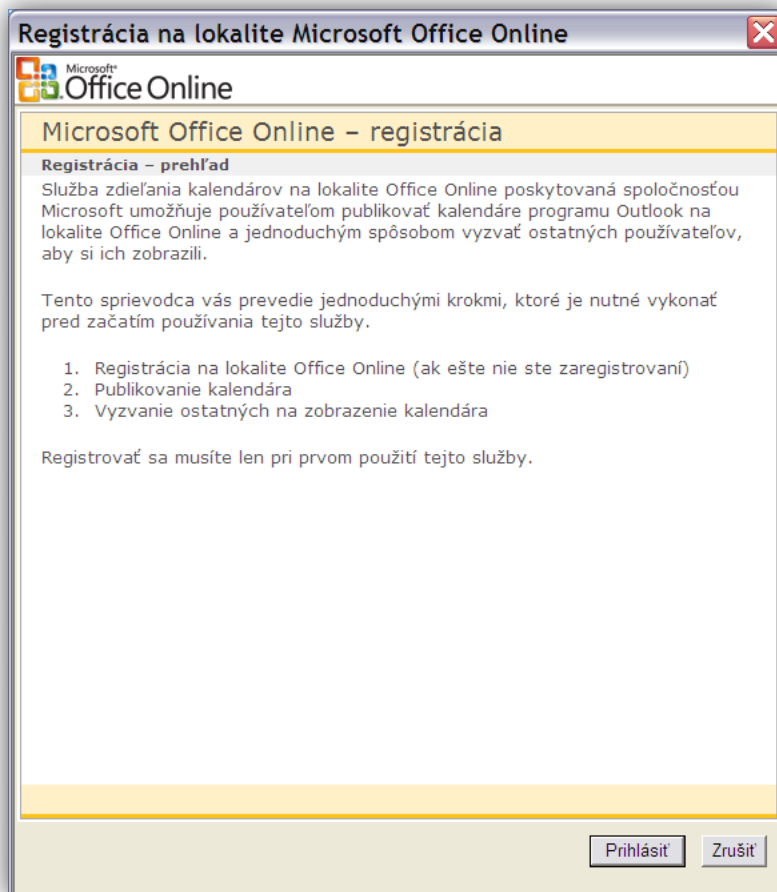 Registrácia na lokalite Microsoft Office Online
Microsoft®
Office Online
Microsoft Office Online – registrácia
Registrácia – prehľad
Služba zdieľania kalendárov na lokalite Office Online poskytovaná spoločnosťou
Microsoft umožňuje používateľom publikovať kalendáre programu Outlook na
lokalite Office Online a jednoduchým spôsobom vyzvať ostatných používateľov,
aby si ich zobrazili.
Tento sprievodca vás prevedie jednoduchými krokmi, ktoré je nutné vykonať
pred začatím používania tejto služby.
1. Registrácia na lokalite Office Online (ak ešte nie ste zaregistrovaní)
2. Publikovanie kalendára
3. Vyzvanie ostatných na zobrazenie kalendára
Registrovať sa musíte len pri prvom použití tejto služby.
Prihlásiť
Zrušiť